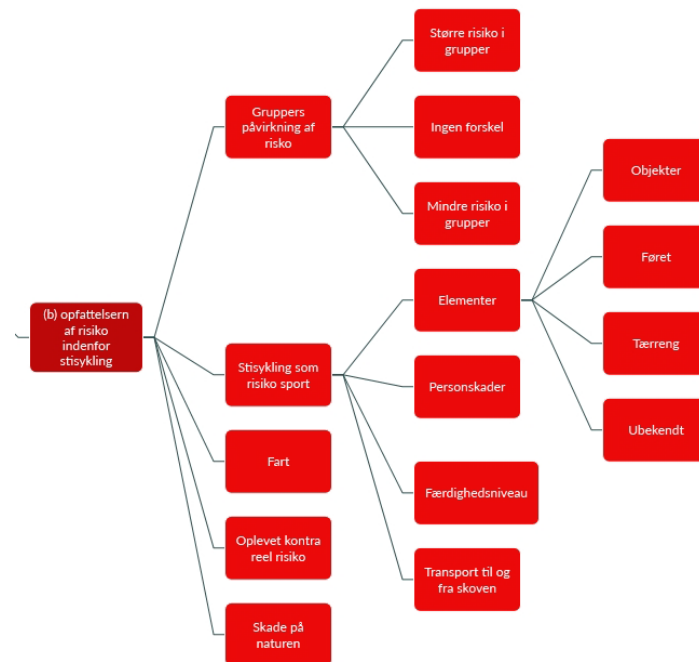 (b) opfattelsern
af risiko
indenfor
stisykling
Gruppers
påvirkning af
risko
Større risiko i
grupper
Ingen forskel
Mindre risiko i
grupper
Stisykling som
risiko sport
Elementer
Objekter
Føret
Tærreng
Ubekendt
Personskader
Færdighedsniveau
Transport til og
fra skoven
Fart
Oplevet kontra
reel risiko
Skade på
naturen